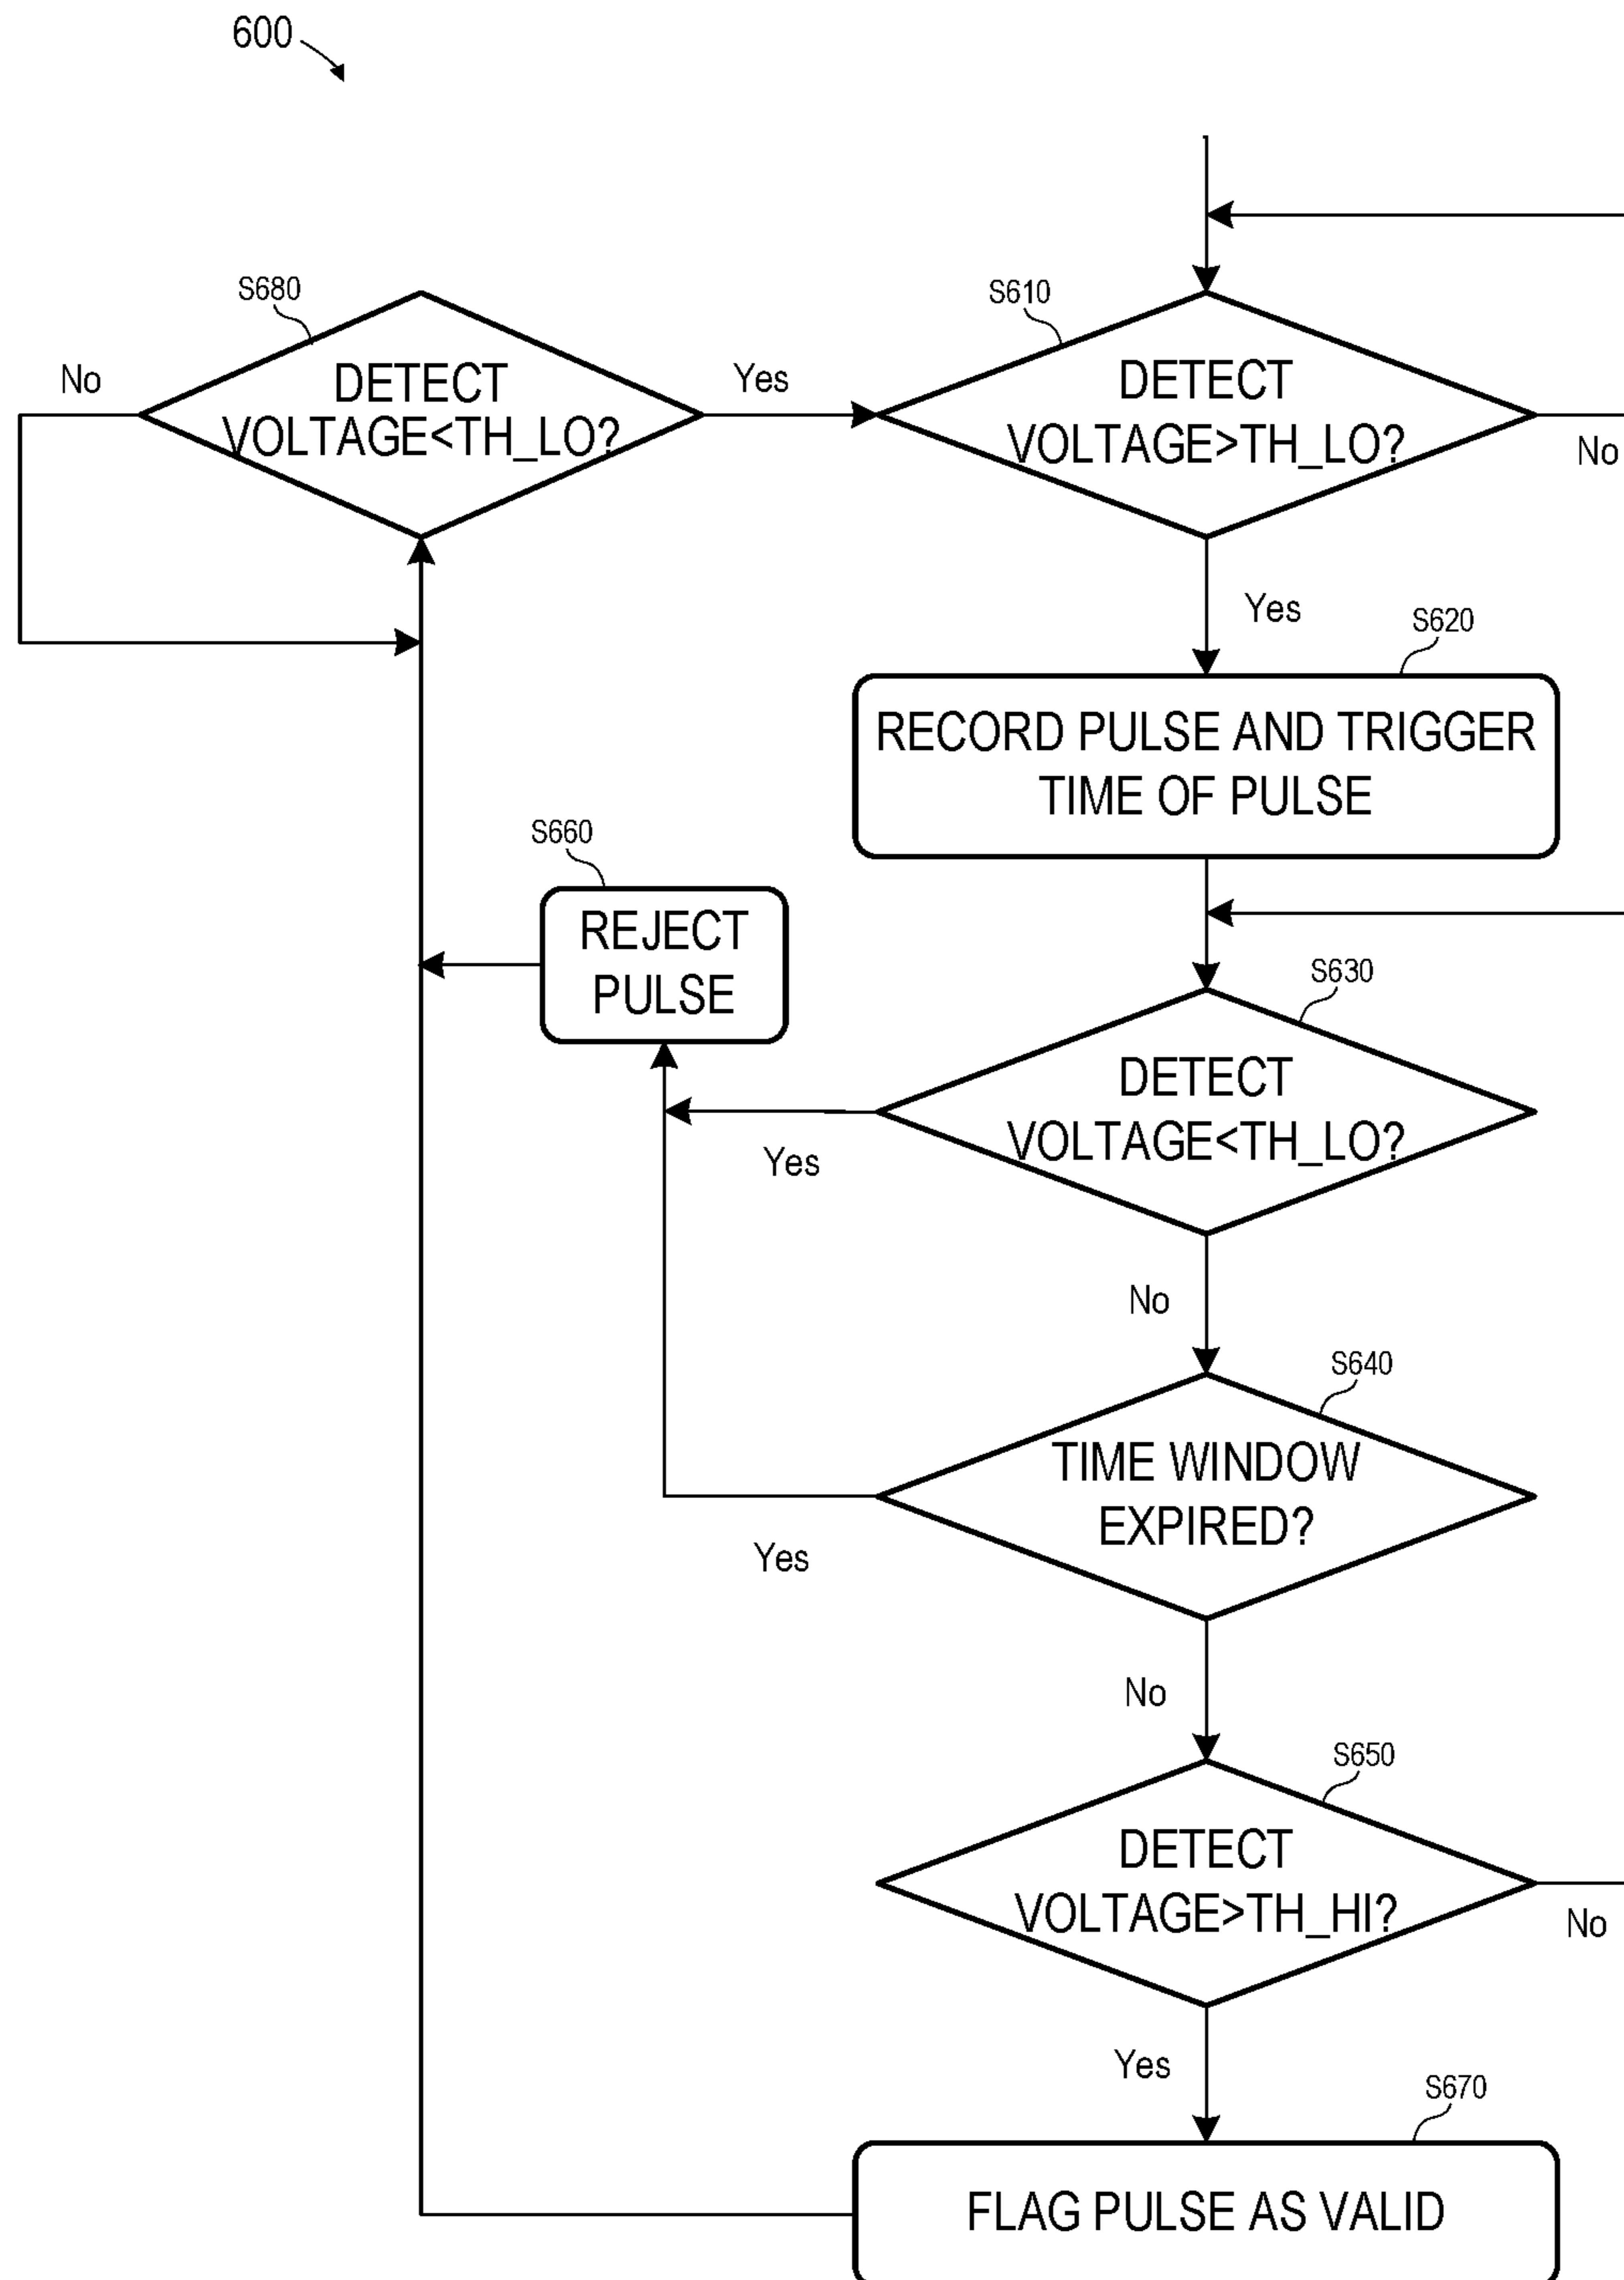 600
S680
DETECT
VOLTAGE<TH_LO?
No
Yes
S610
DETECT
VOLTAGE>TH_LO?
No
Yes
S620
RECORD PULSE AND TRIGGER
TIME OF PULSE
S660
REJECT
PULSE
S630
DETECT
VOLTAGE<TH_LO?
Yes
No
S640
TIME WINDOW
EXPIRED?
Yes
No
S650
DETECT
VOLTAGE>TH_HI?
No
Yes
S670
FLAG PULSE AS VALID